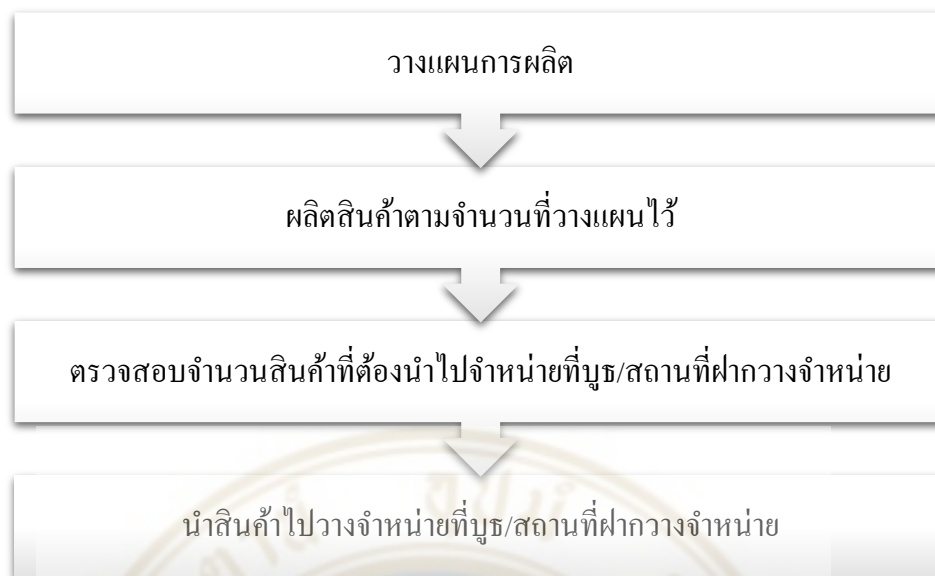 วางแผนการผลิต
ผลิตสินค้าตามจำนวนที่วางแผนไว้
ตรวจสอบจำนวนสินค้าที่ต้องนำไปจำหน่ายที่บูธ/สถานที่ฝากวางจำหน่าย
นำสินค้าไปวางจำหน่ายที่บูธ/สถานที่ฝากวางจำหน่าย